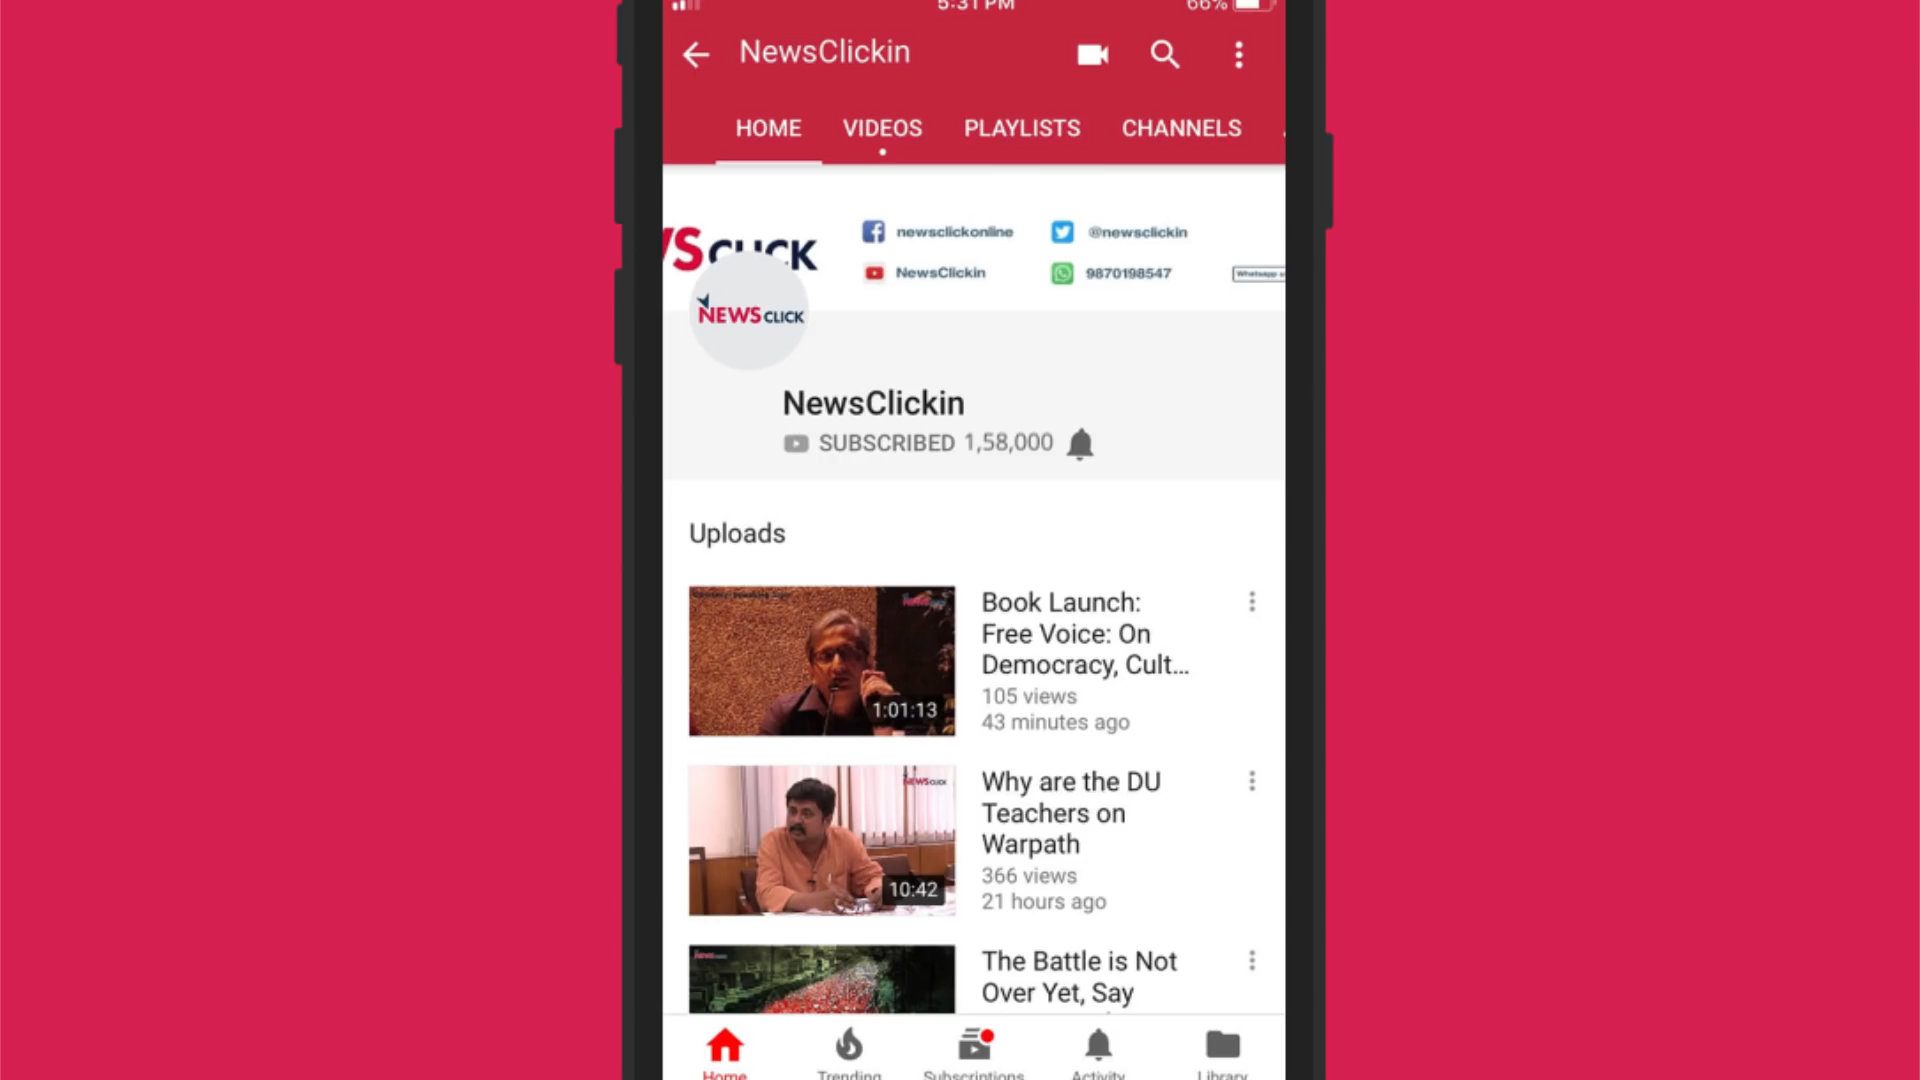 5:31 PM
66%
NewsClickin
HOME VIDEOS PLAYLISTS CHANNELS
newsclickonline
@newsclickin
NewsClickin
9870198547
Whatsapp
NEWS CLICK
NewsClickin
SUBSCRIBED 1,58,000
Uploads
Book Launch:
Free Voice: On
Democracy, Cult...
105 views
43 minutes ago
1:01:13
Why are the DU
Teachers on
Warpath
366 views
21 hours ago
NEWS CLICK
10:42
The Battle is Not
Over Yet, Say
Home Trending Subscriptions Activity Library